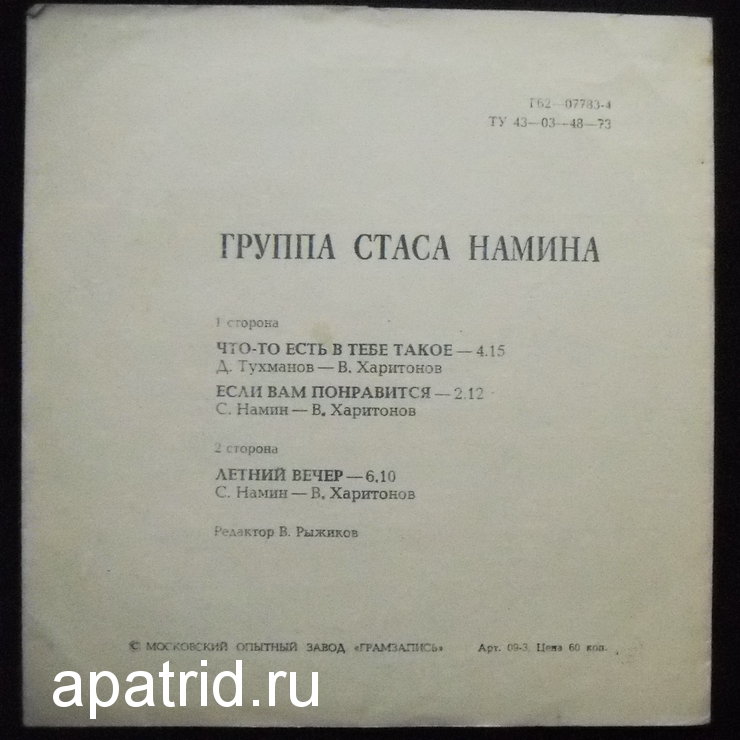 Г62—07783-4
ТУ 43—03—48—73
ГРУППА СТАСА НАМИНА
1 сторона
ЧТО-ТО ЕСТЬ В ТЕБЕ ТАКОЕ — 4.15
Д. Тухманов — В. Харитонов
ЕСЛИ ВАМ ПОНРАВИТСЯ — 2.12
С. Намин — В. Харитонов
2 сторона
ЛЕТНИЙ ВЕЧЕР — 6.10
С. Намин — В. Харитонов
Редактор В. Рыжиков
© МОСКОВСКИЙ ОПЫТНЫЙ ЗАВОД «ГРАМЗАПИСЬ» Арт. 09-3. Цена 60 коп.
apatrid.ru